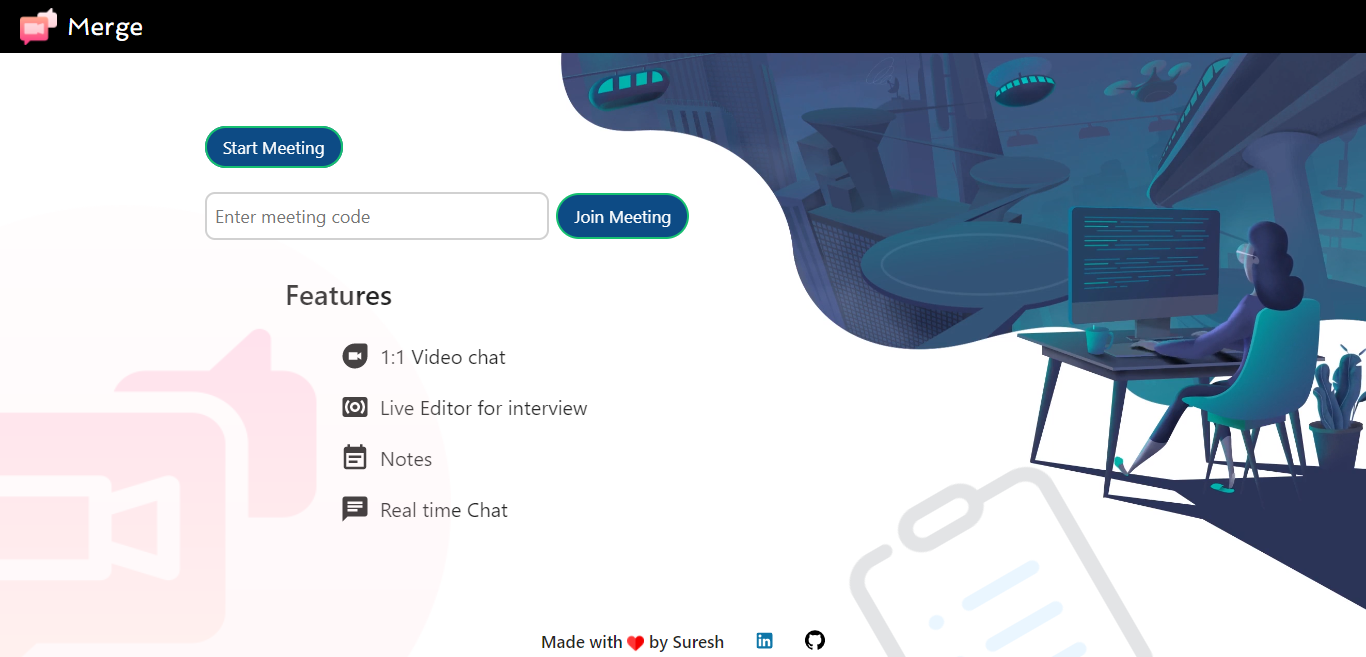 Merge
Start Meeting
Enter meeting code
Join Meeting
Features
1:1 Video chat
Live Editor for interview
Notes
Real time Chat
Made with ❤ by Suresh
in